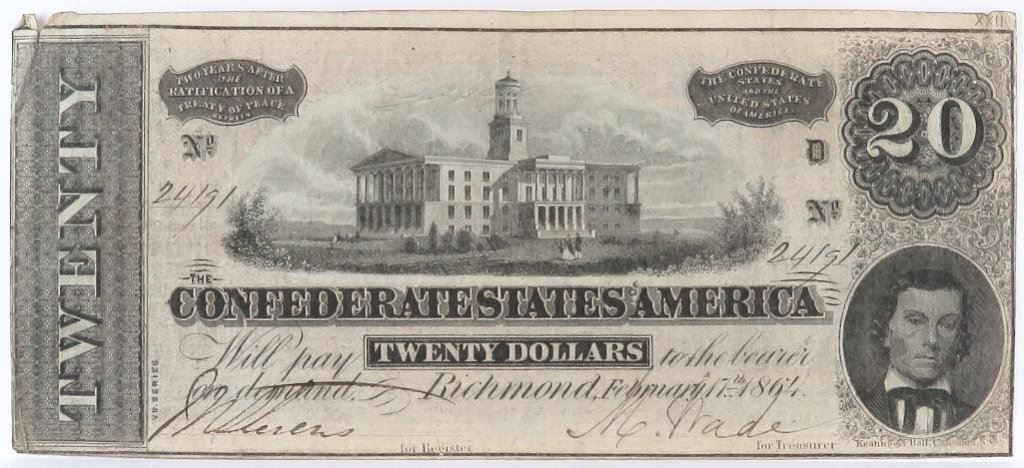 XXII
TWENTY
TWO YEARS AFTER
THE
RATIFICATION OF A
TREATY OF PEACE
BETWEEN
THE CONFEDERATE
STATES
AND THE
UNITED STATES
OF AMERICA.
20
No
24191
D
No
24191
THE
CONFEDERATE STATES OF AMERICA
Will pay TWENTY DOLLARS to the bearer
on demand Richmond, February 17th 1864.
SERIES
M. Wade
for Register
for Treasurer
Keatinge & Ball,